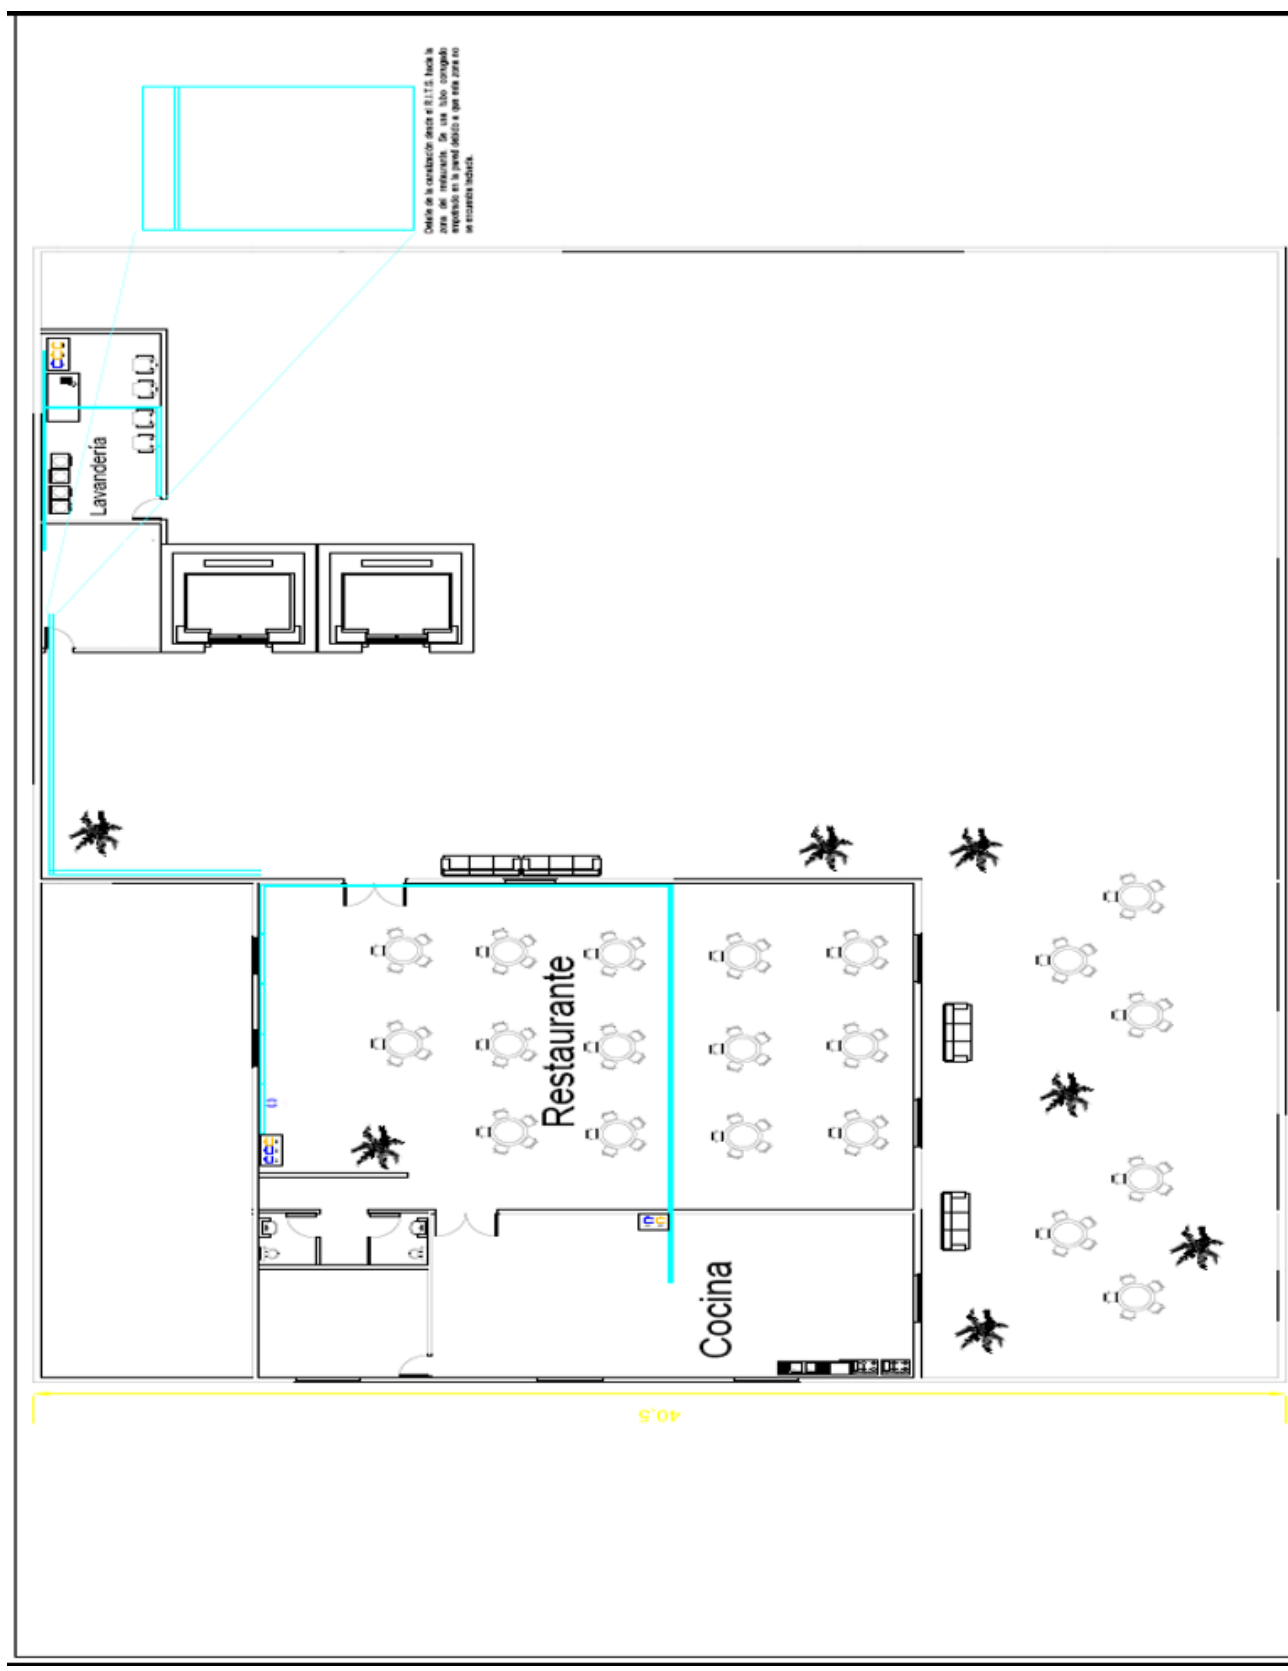 Detalle de la canalización desde el R.I.T.S. hacia la
zona del restaurante. Se usa tubo corrugado
empotrado en la pared debido a que esta zona no
se encuentra techada.
Lavandería
Restaurante
Cocina
40,5